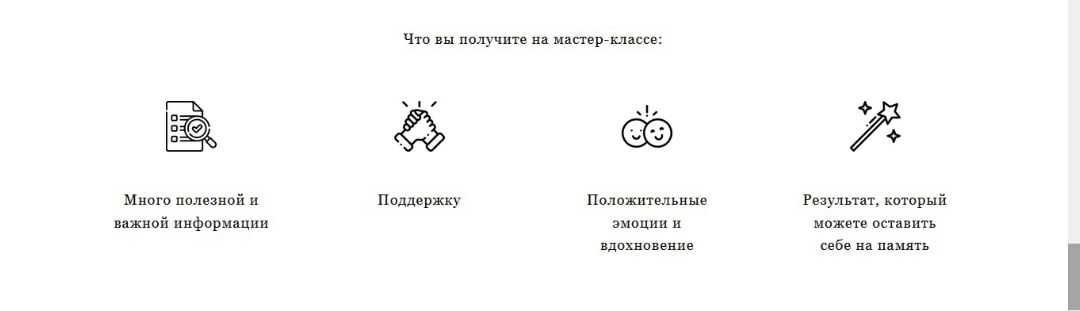 Что вы получите на мастер-классе:
Много полезной и
важной информации
Поддержку
Положительные
эмоции и
вдохновение
Результат, который
можете оставить
себе на память